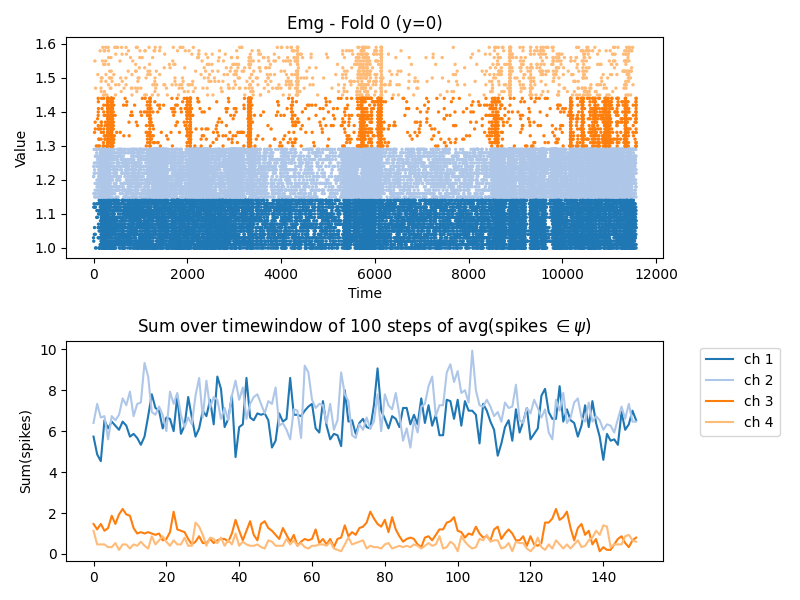 Emg - Fold 0 (y=0)
Value
1.6
1.5
1.4
1.3
1.2
1.1
1.0
0 2000 4000 6000 8000 10000 12000
Time
Sum over timewindow of 100 steps of avg(spikes ∈ ψ)
Sum(spikes)
10
8
6
4
2
0
0 20 40 60 80 100 120 140
ch 1
ch 2
ch 3
ch 4